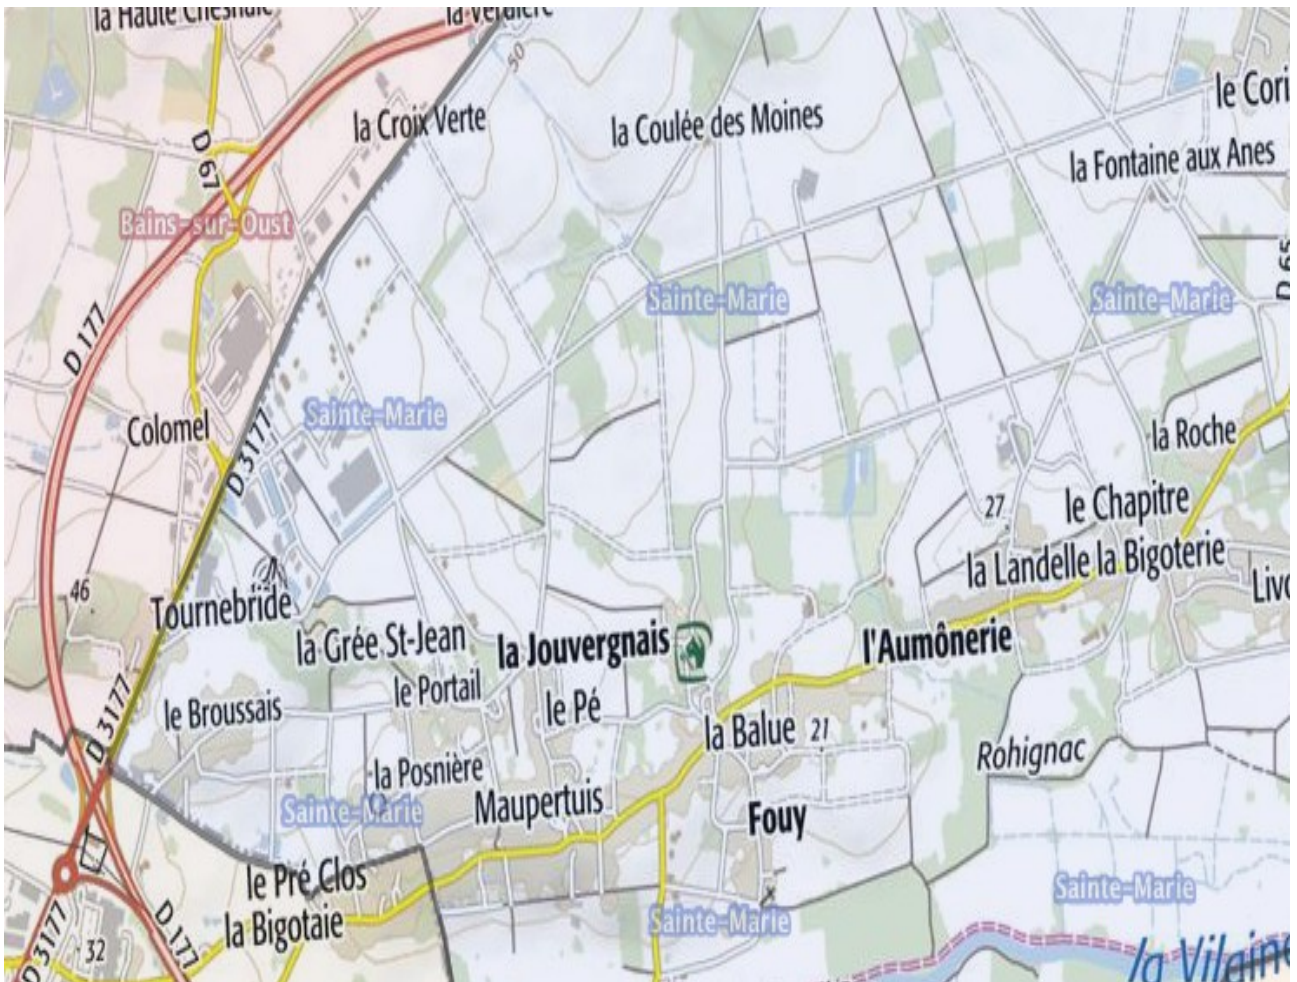 la Haute Chesnaie
la Verdière
50
la Croix Verte
la Coulée des Moines
le Cori
la Fontaine aux Anes
D 67
Bains-sur-Oust
D 65
Sainte-Marie
Sainte-Marie
D 177
Sainte-Marie
Colomel
la Roche
D 3177
27
le Chapitre
la Landelle
la Bigoterie
46
Tournebride
Livo
la Grée St-Jean
la Jouvergnais
l'Aumônerie
le Portail
le Broussais
le Pé
la Balue
21
D 3177
Rohignac
la Posnière
Sainte-Marie
Maupertuis
Fouy
le Pré Clos
Sainte-Marie
la Bigotaie
Sainte-Marie
D 177
D 3177
32
la Vilaine